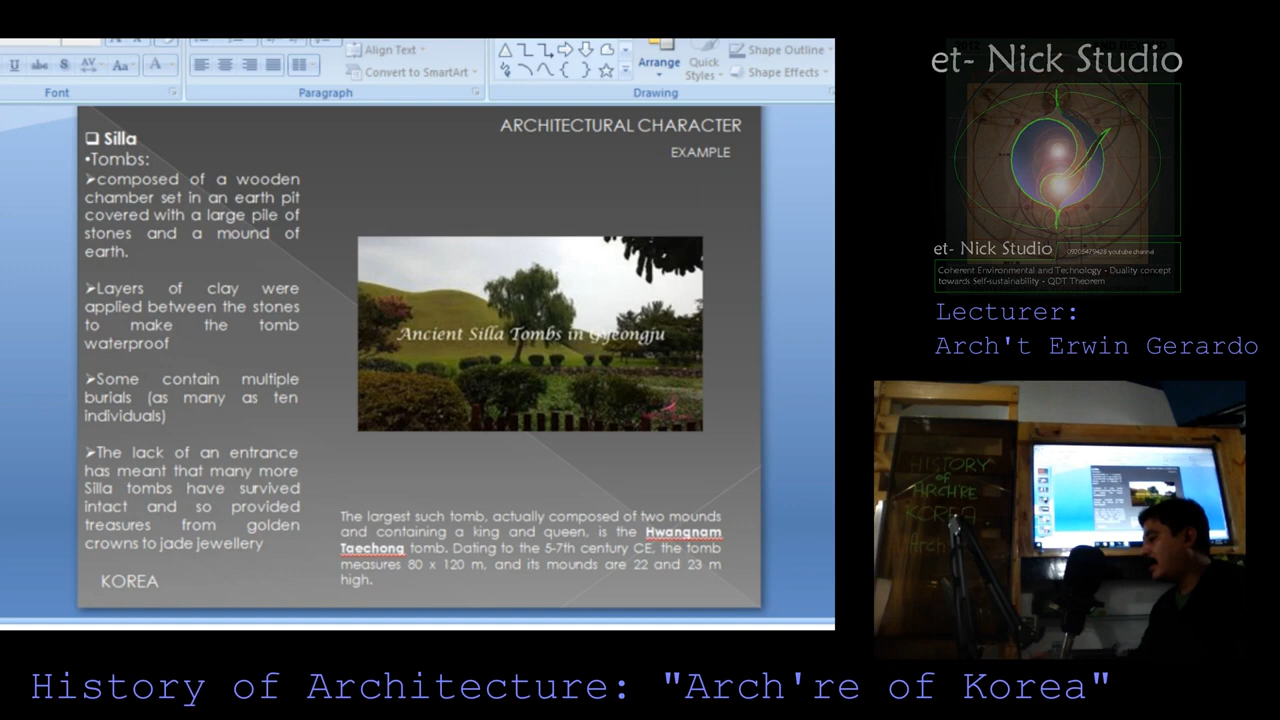 Align Text
Convert to SmartArt
Arrange
Quick
Styles
Shape Outline
Shape Effects
U abc S AV Aa A
Font
Paragraph
Drawing
❑ Silla
•Tombs:
➢composed of a wooden
chamber set in an earth pit
covered with a large pile of
stones and a mound of
earth.
➢Layers of clay were
applied between the stones
to make the tomb
waterproof
➢Some contain multiple
burials (as many as ten
individuals)
➢The lack of an entrance
has meant that many more
Silla tombs have survived
intact and so provided
treasures from golden
crowns to jade jewellery
KOREA
ARCHITECTURAL CHARACTER
EXAMPLE
Ancient Silla Tombs in Gyeongju
The largest such tomb, actually composed of two mounds
and containing a king and queen, is the Hwangnam
Taechong tomb. Dating to the 5-7th century CE, the tomb
measures 80 x 120 m, and its mounds are 22 and 23 m
high.
et- Nick Studio
et- Nick Studio
09205479428 youtube channel
Coherent Environmental and Technology - Duality concept
towards Self-sustainability - QDT Theorem
Lecturer:
Arch't Erwin Gerardo
HISTORY
of
ARCH'RE
KOREA
Arch
History of Architecture: "Arch're of Korea"